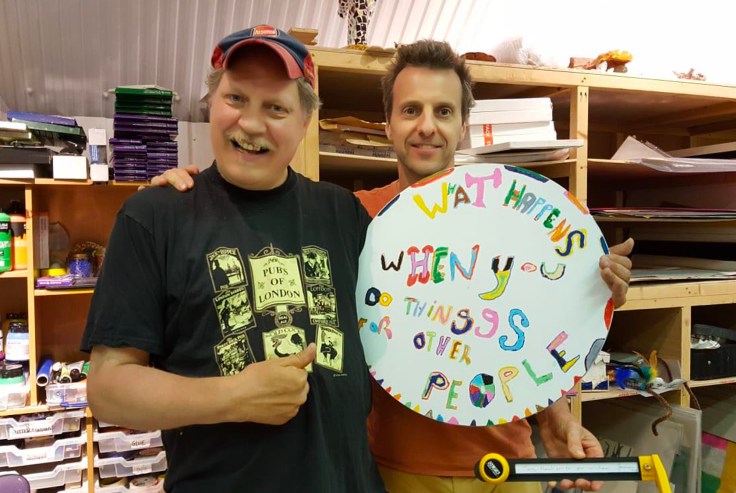 WHAT HAPPENS
WHEN you
DO THINGS
FOR OTHER
PEOPLE
PUBS OF
LONDON